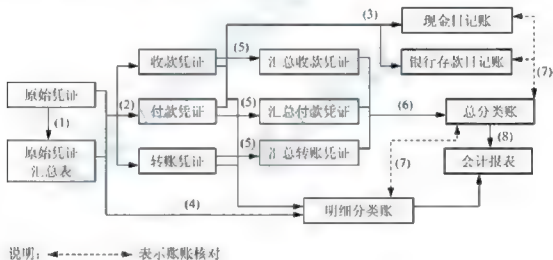 (3)
现金日记账
收款凭证
(5)
汇总收款凭证
银行存款日记账
(7)
原始凭证
(2)
付款凭证
(5)
汇总付款凭证
(6)
总分类账
(1)
(8)
原始凭证
汇总表
转账凭证
(5)
汇总转账凭证
(7)
会计报表
(4)
明细分类账
说明:
表示账账核对